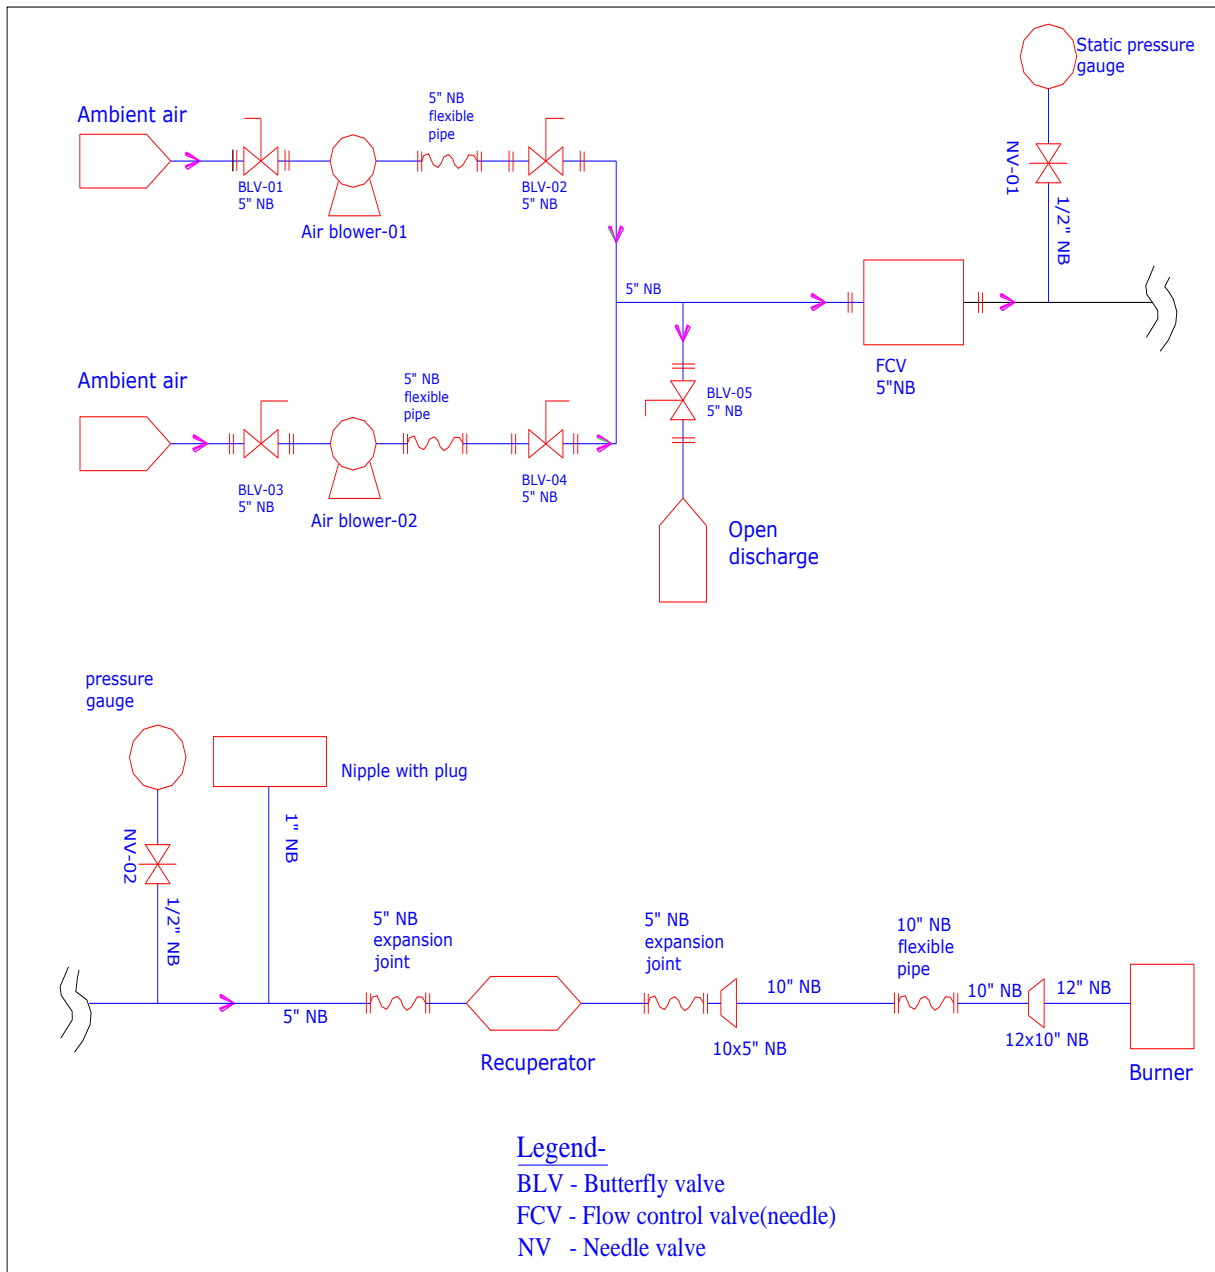 Static pressure
gauge
NV-01
1/2" NB
Ambient air
5" NB
flexible
pipe
BLV-01
5" NB
Air blower-01
BLV-02
5" NB
5" NB
FCV
5"NB
Ambient air
5" NB
flexible
pipe
BLV-05
5" NB
BLV-03
5" NB
Air blower-02
BLV-04
5" NB
Open
discharge
pressure
gauge
NV-02
1/2" NB
Nipple with plug
1" NB
5" NB
5" NB
expansion
joint
Recuperator
5" NB
expansion
joint
10x5" NB
10" NB
10" NB
flexible
pipe
10" NB
12x10" NB
12" NB
Burner
Legend-
BLV - Butterfly valve
FCV - Flow control valve(needle)
NV - Needle valve